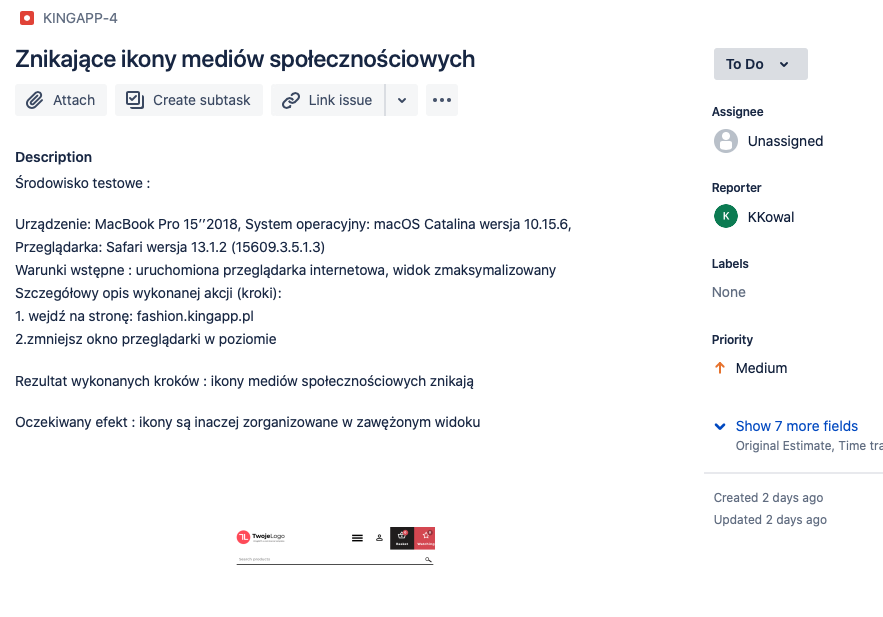 KINGAPP-4
Znikające ikony mediów społecznościowych
Attach
Create subtask
Link issue
To Do
Assignee
Unassigned
Reporter
K
KKowal
Labels
None
Priority
Medium
Show 7 more fields
Original Estimate, Time tra
Created 2 days ago
Updated 2 days ago
Description
Środowisko testowe :
Urządzenie: MacBook Pro 15’’2018, System operacyjny: macOS Catalina wersja 10.15.6,
Przeglądarka: Safari wersja 13.1.2 (15609.3.5.1.3)
Warunki wstępne : uruchomiona przeglądarka internetowa, widok zmaksymalizowany
Szczegółowy opis wykonanej akcji (kroki):
1. wejdź na stronę: fashion.kingapp.pl
2.zmniejsz okno przeglądarki w poziomie
Rezultat wykonanych kroków : ikony mediów społecznościowych znikają
Oczekiwany efekt : ikony są inaczej zorganizowane w zawężonym widoku
TL TwojeLogo
Search products
Basket